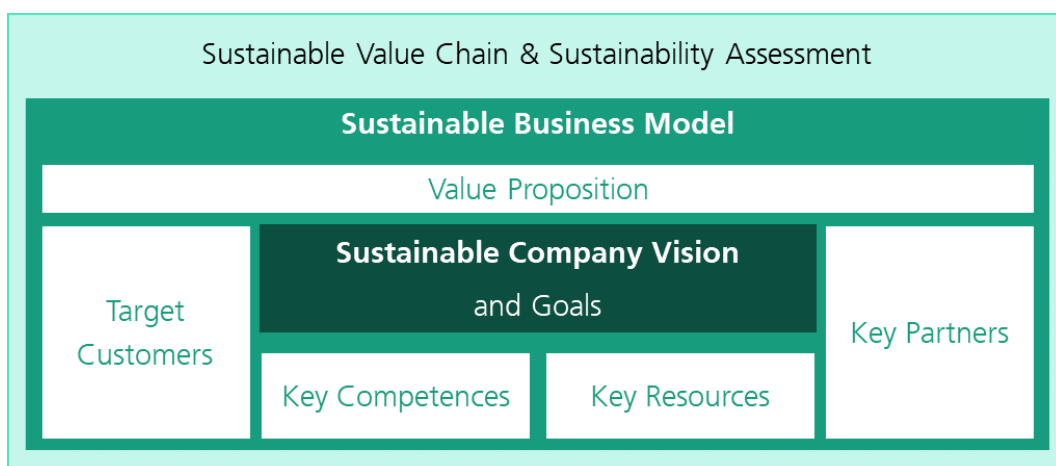 Sustainable Value Chain & Sustainability Assessment
Sustainable Business Model
Value Proposition
Target
Customers
Sustainable Company Vision
and Goals
Key Competences
Key Resources
Key Partners